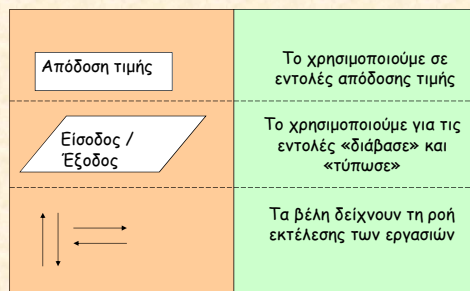 Απόδοση τιμής
Το χρησιμοποιούμε σε
εντολές απόδοσης τιμής
Είσοδος /
Έξοδος
Το χρησιμοποιούμε για τις
εντολές «διάβασε» και
«τύπωσε»
Τα βέλη δείχνουν τη ροή
εκτέλεσης των εργασιών